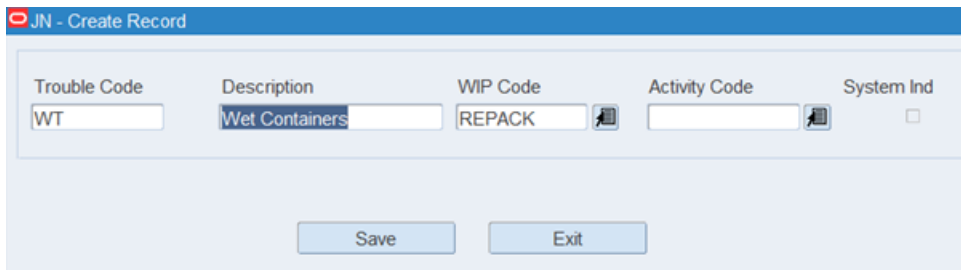 JN - Create Record
Trouble Code Description WIP Code Activity Code System Ind
WT Wet Containers REPACK
Save Exit